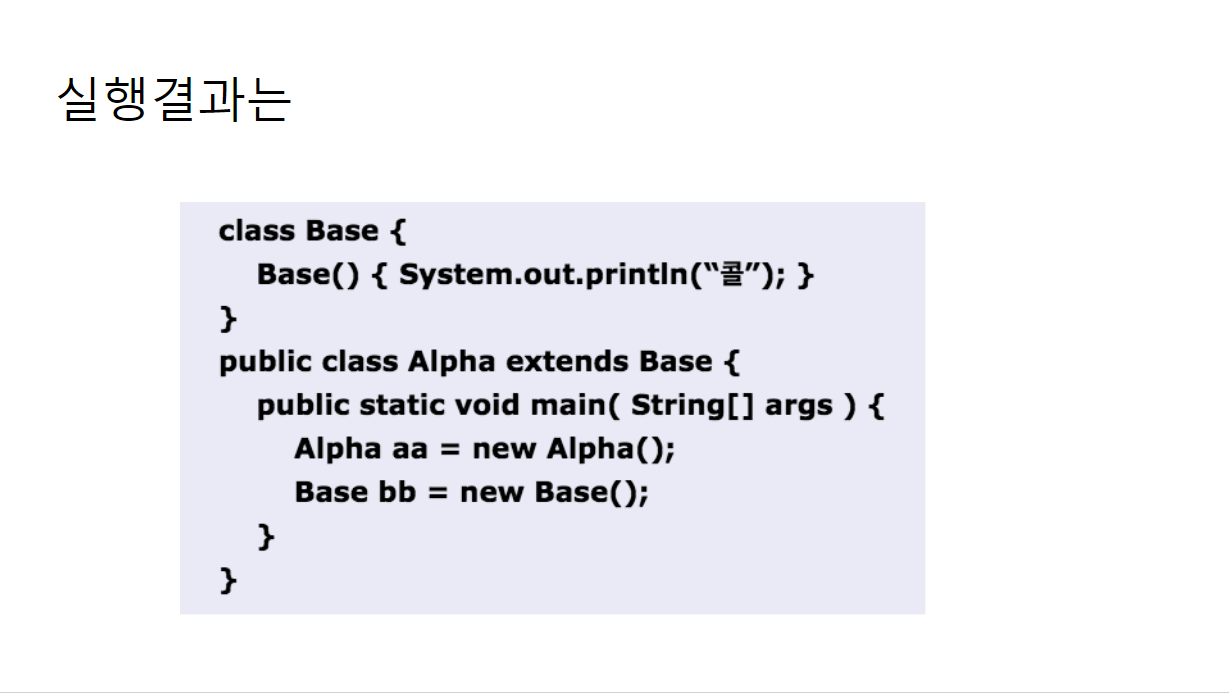 실행결과는
class Base {
Base() { System.out.println(“콜”); }
}
public class Alpha extends Base {
public static void main( String[] args ) {
Alpha aa = new Alpha();
Base bb = new Base();
}
}